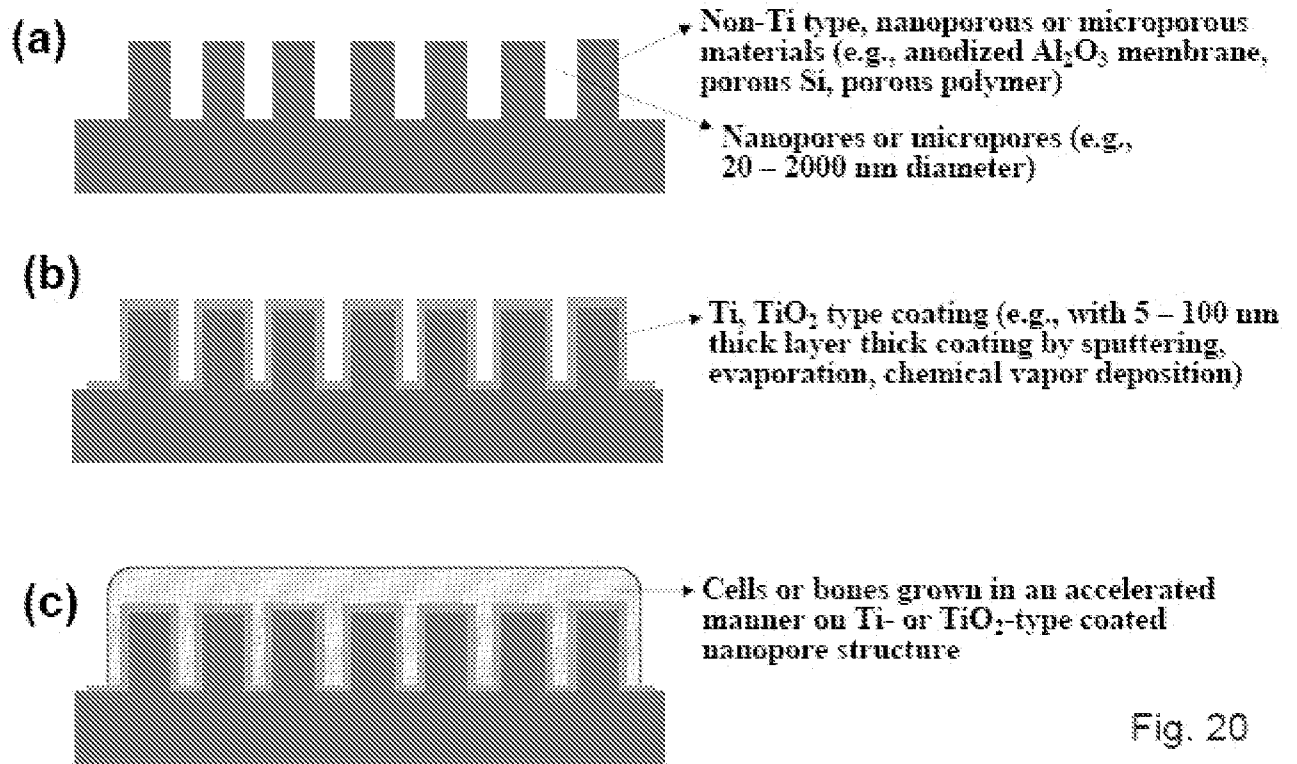 (a)
Non-Ti type, nanoporous or microporous
materials (e.g., anodized Al₂O₃ membrane,
porous Si, porous polymer)
Nanopores or micropores (e.g.,
20 – 2000 nm diameter)
(b)
Ti, TiO₂ type coating (e.g., with 5 – 100 nm
thick layer thick coating by sputtering,
evaporation, chemical vapor deposition)
(c)
Cells or bones grown in an accelerated
manner on Ti- or TiO₂-type coated
nanopore structure
Fig. 20